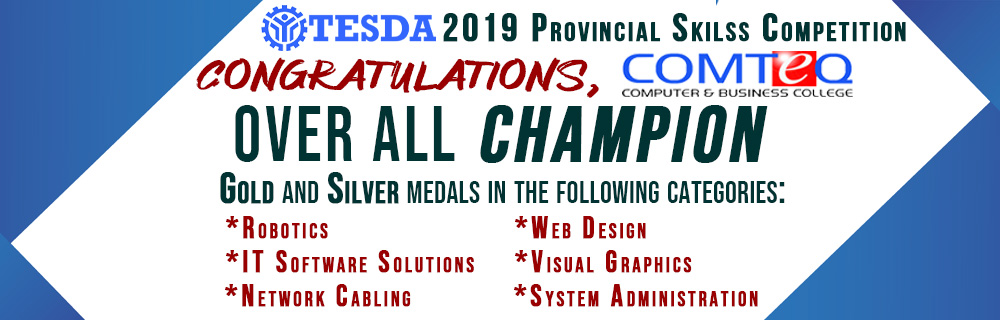 TESDA 2019 Provincial Skilss Competition
CONGRATULATIONS, COMTeQ
COMPUTER & BUSINESS COLLEGE
OVER ALL CHAMPION
Gold and Silver medals in the following categories:
*Robotics *Web Design
*IT Software Solutions *Visual Graphics
*Network Cabling *System Administration